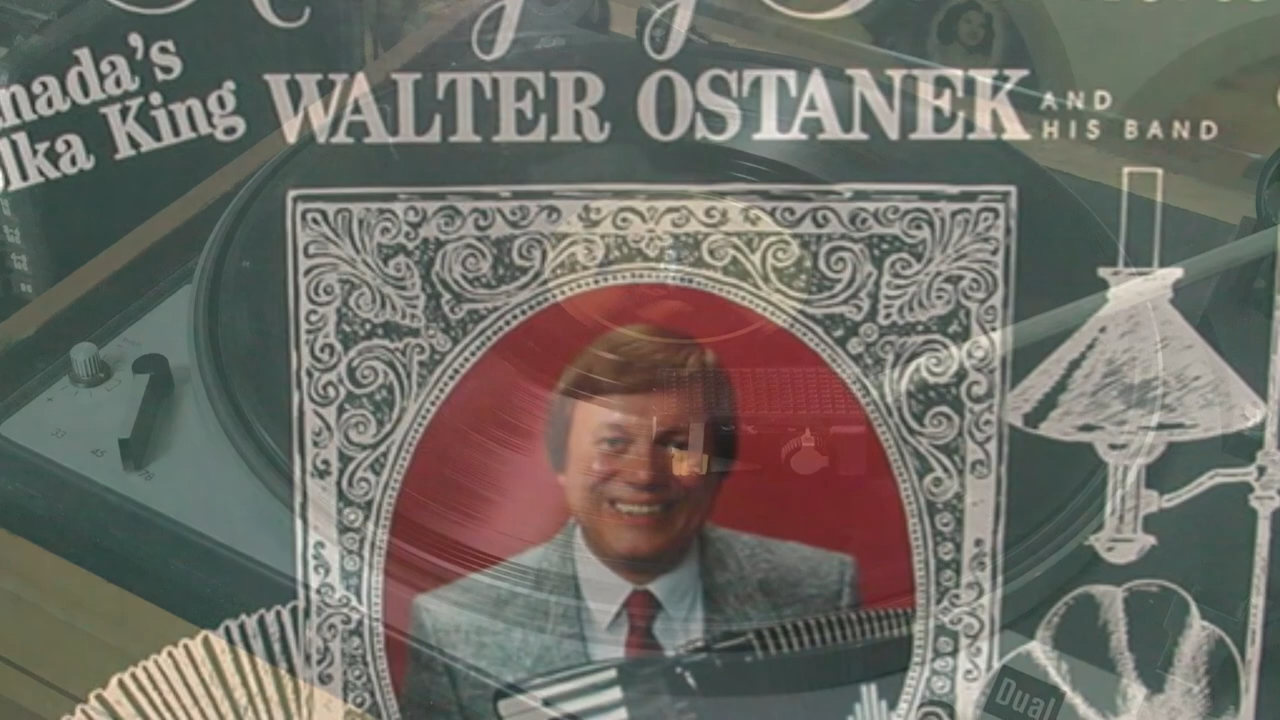 nada's
lka King
WALTER OSTANEK
AND
HIS BAND
33
45
78
Dual